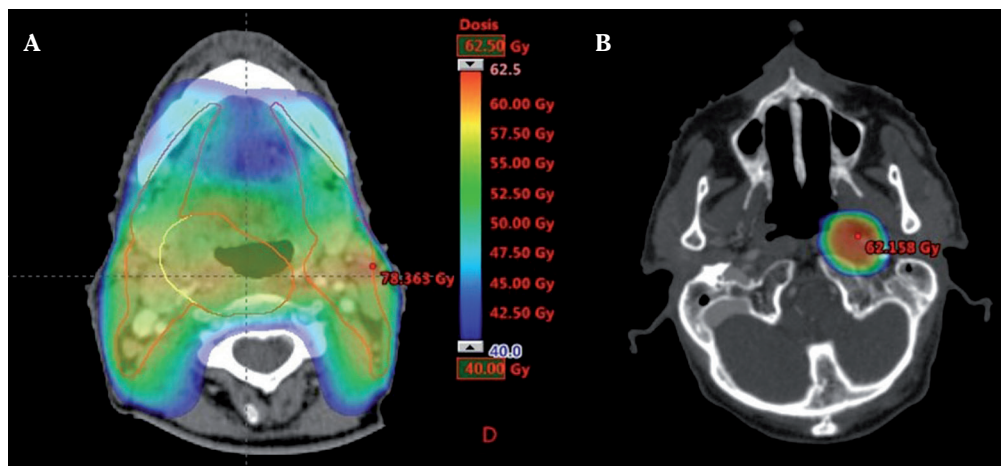 A
B
Dosis
62.50 Gy
62.5
60.00 Gy
57.50 Gy
55.00 Gy
52.50 Gy
50.00 Gy
47.50 Gy
45.00 Gy
42.50 Gy
40.0
40.00 Gy
78.363 Gy
62.158 Gy
D